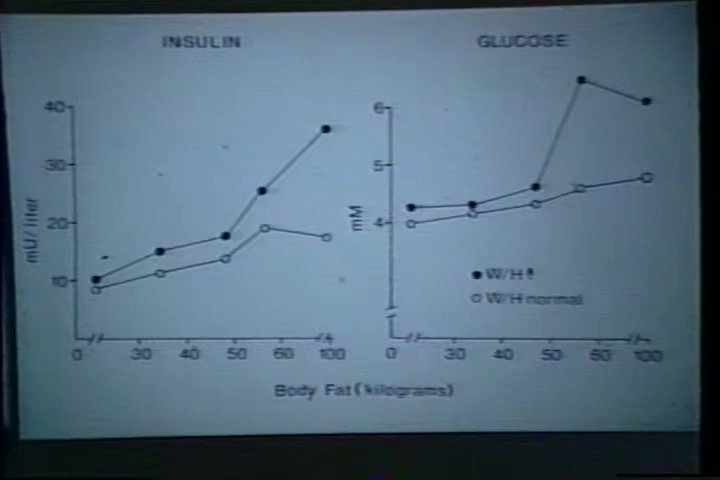 INSULIN
GLUCOSE
40
30
20
10
mU/liter
0 30 40 50 60 100
6
5
4
mM
W/H↑
W/H normal
0 30 40 50 60 100
Body Fat (kilograms)